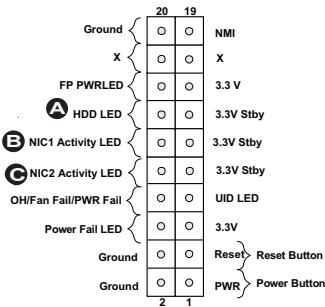 20 19
Ground NMI
X X
FP PWRLED 3.3 V
A HDD LED 3.3V Stby
B NIC1 Activity LED 3.3V Stby
C NIC2 Activity LED 3.3V Stby
OH/Fan Fail/PWR Fail UID LED
Power Fail LED 3.3V
Ground Reset Reset Button
Ground PWR Power Button
2 1